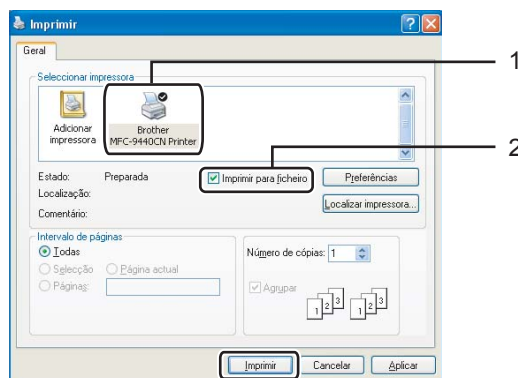 Imprimir
Geral
Seleccionar impressora
Adicionar
impressora
Brother
MFC-9440CN Printer
1
2
Estado: Preparada
Imprimir para ficheiro
Preferências
Localização:
Comentário:
Localizar impressora...
Intervalo de páginas
Todas
Selecção Página actual
Páginas:
Número de cópias: 1
Agrupar
1 2 3 1 2 3
Imprimir Cancelar Aplicar